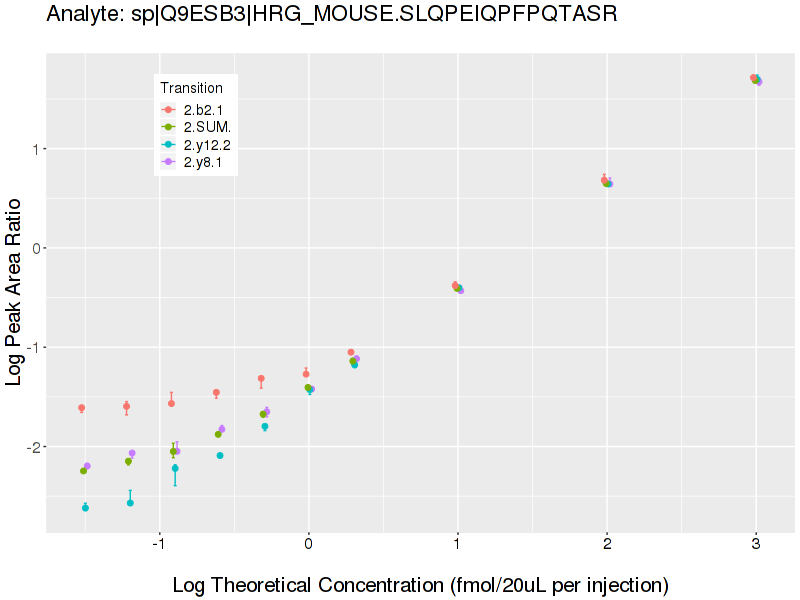 Analyte: sp|Q9ESB3|HRG_MOUSE.SLQPEIQPFPQTASR
Transition
2.b2.1
2.SUM.
2.y12.2
2.y8.1
Log Peak Area Ratio
1
0
-1
-2
-1
0
1
2
3
Log Theoretical Concentration (fmol/20uL per injection)